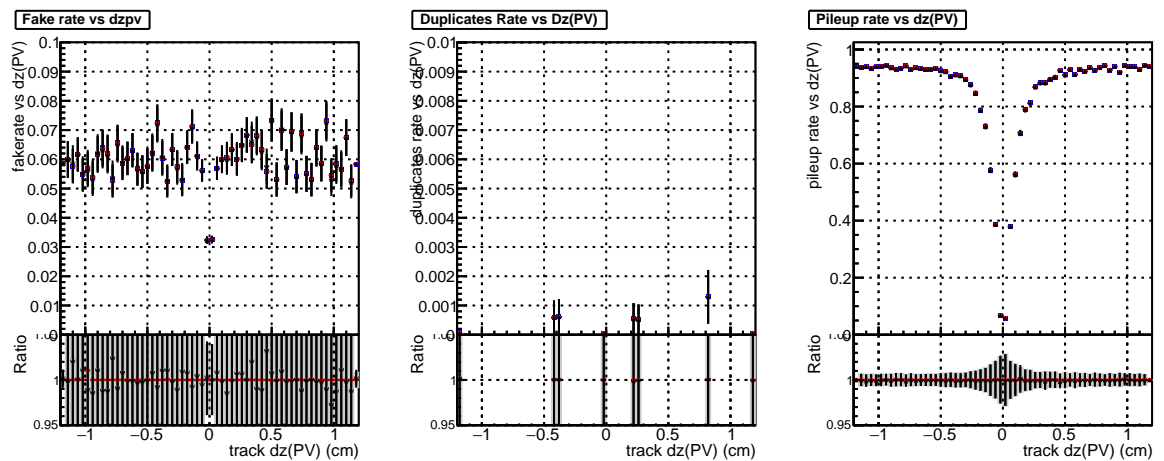 Fake rate vs dzpv
fakerate vs dz(PV)
0.1
0.09
0.08
0.07
0.06
0.05
0.04
0.03
0.02
0.01
0
Ratio
1
0.95
−1 −0.5 0 0.5 1
track dz(PV) (cm)
Duplicates Rate vs Dz(PV)
duplicates rate vs dz(PV)
0.01
0.009
0.008
0.007
0.006
0.005
0.004
0.003
0.002
0.001
0
Ratio
1
0.95
−1 −0.5 0 0.5 1
track dz(PV) (cm)
Pileup rate vs dz(PV)
pileup rate vs dz(PV)
1
0.8
0.6
0.4
0.2
0
Ratio
1
0.95
−1 −0.5 0 0.5 1
track dz(PV) (cm)